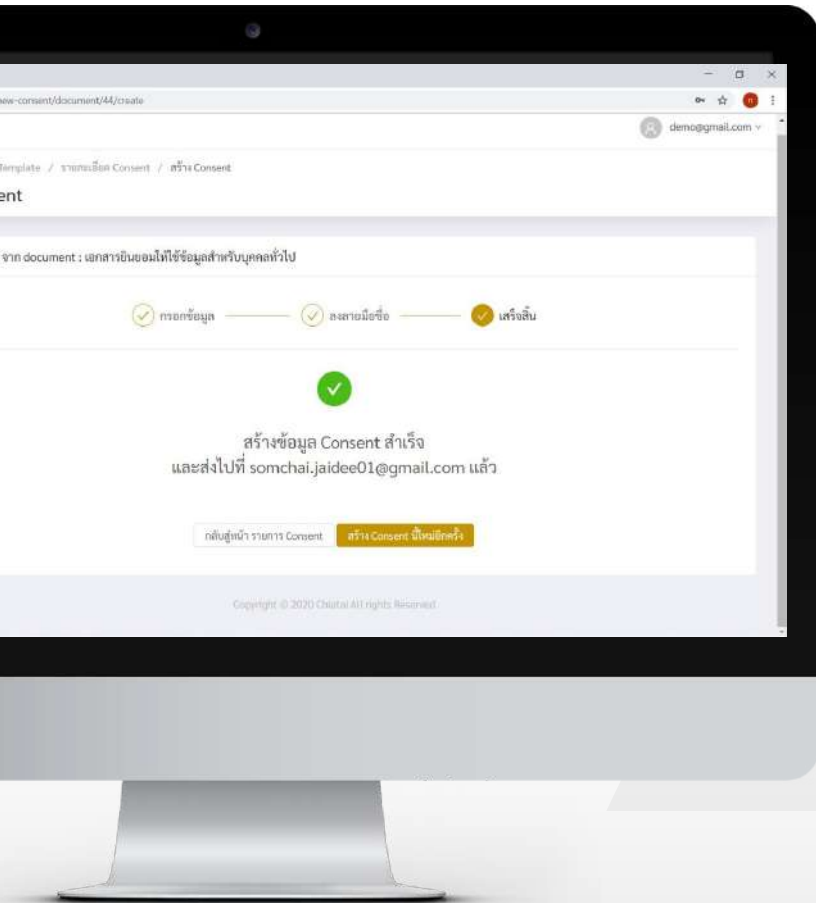 new-consent/document/44/create
demo@gmail.com
Template / รายละเอียด Consent / สร้าง Consent
ent
จาก document : เอกสารยินยอมให้ใช้ข้อมูลสำหรับบุคคลทั่วไป
กรอกข้อมูล ลงลายมือชื่อ เสร็จสิ้น
สร้างข้อมูล Consent สำเร็จ
และส่งไปที่ somchai.jaidee01@gmail.com แล้ว
กลับสู่หน้า รายการ Consent สร้าง Consent นี้ใหม่อีกครั้ง
Copyright © 2020 Chiatai All rights Reserved